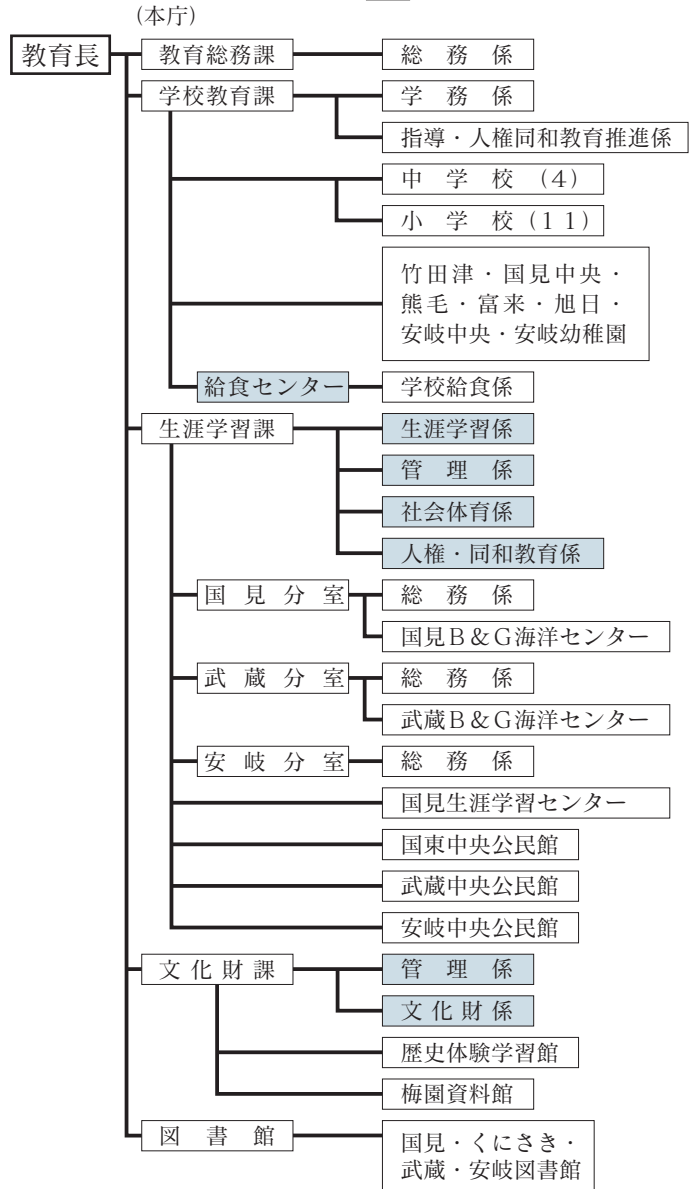 (本庁)
教育長
教育総務課
総務係
学校教育課
学務係
指導・人権同和教育推進係
中学校(4)
小学校(11)
竹田津・国見中央・
熊毛・富来・旭日・
安岐中央・安岐幼稚園
給食センター
学校給食係
生涯学習課
生涯学習係
管理係
社会体育係
人権・同和教育係
国見分室
総務係
国見B&G海洋センター
武蔵分室
総務係
武蔵B&G海洋センター
安岐分室
総務係
国見生涯学習センター
国東中央公民館
武蔵中央公民館
安岐中央公民館
文化財課
管理係
文化財係
歴史体験学習館
梅園資料館
図書館
国見・くにさき・
武蔵・安岐図書館